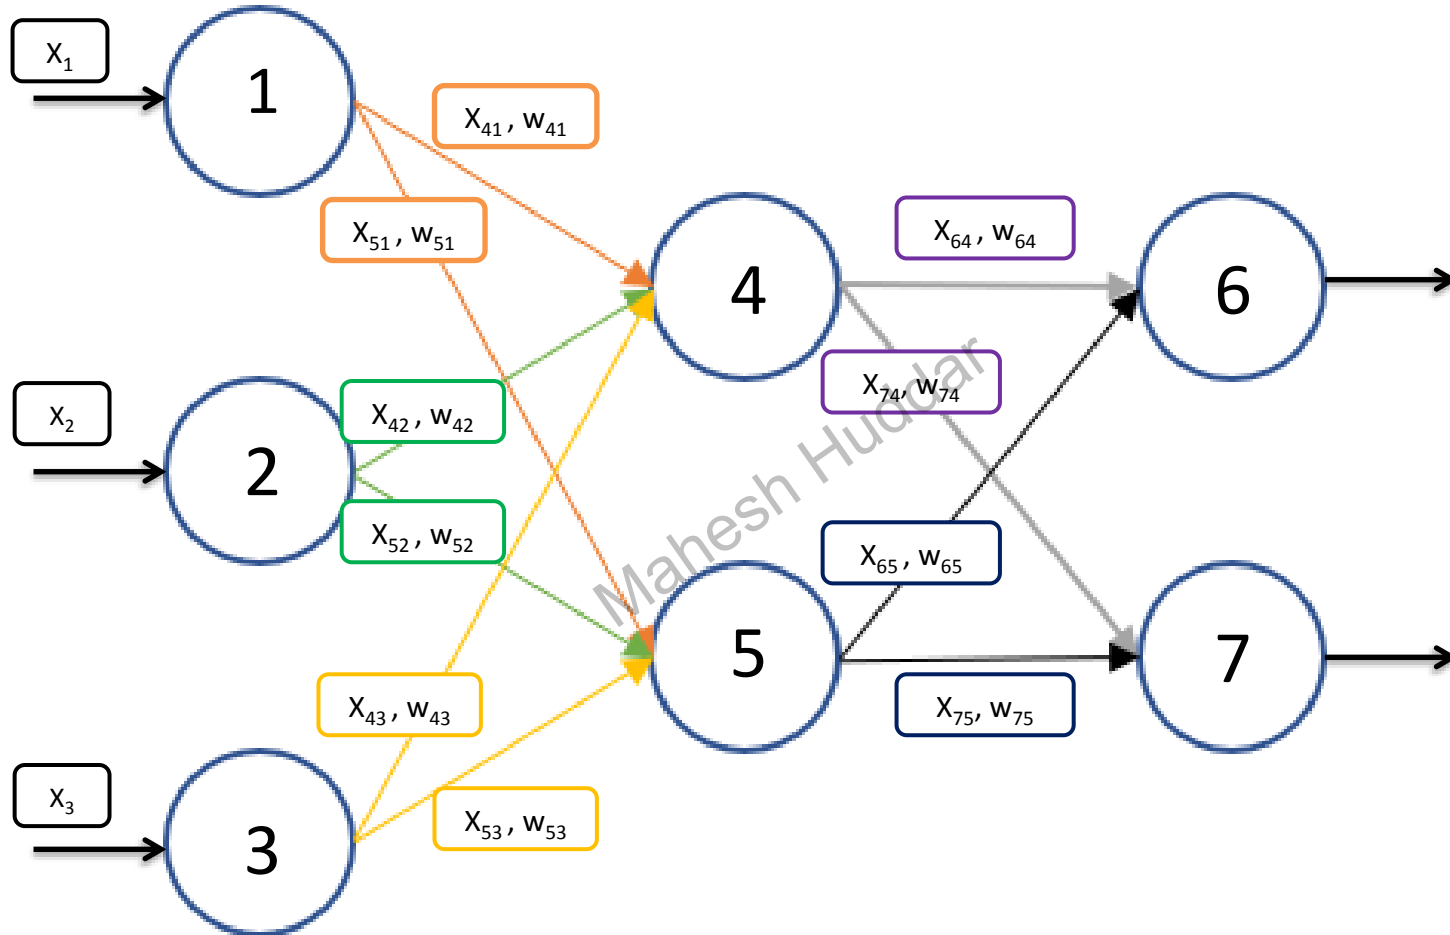 X₁
1
X₄₁ , w₄₁
X₅₁ , w₅₁
X₆₄ , w₆₄
4
6
X₇₄, w₇₄
X₂
X₄₂ , w₄₂
2
X₅₂ , w₅₂
Mahesh Huddar
X₆₅ , w₆₅
5
7
X₄₃ , w₄₃
X₇₅, w₇₅
X₃
X₅₃ , w₅₃
3